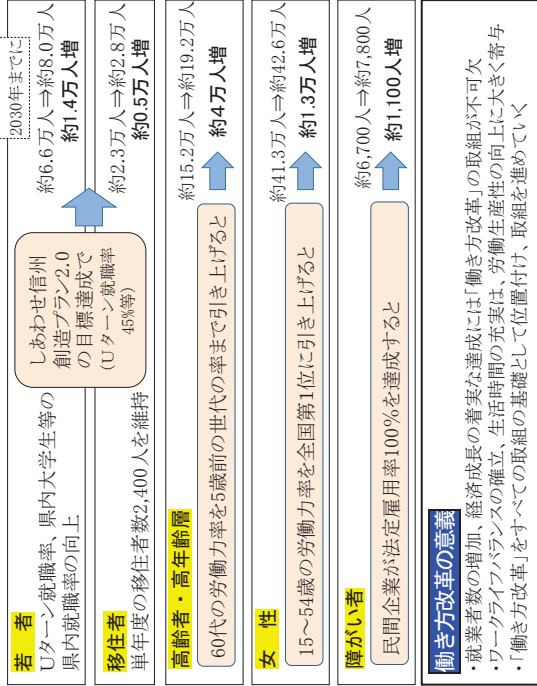 2030年までに
若　者
Uターン就職率、県内大学生等の
県内就職率の向上
しあわせ信州
創造プラン2.0
の目標達成で
(Uターン就職率
45%等)
約6.6万人⇒約8.0万人
約1.4万人増
移住者
単年度の移住者数2,400人を維持
約2.3万人⇒約2.8万人
約0.5万人増
高齢者・高年齢層
60代の労働力率を5歳前の世代の率まで引き上げると
約15.2万人⇒約19.2万人
約4万人増
女　性
15～54歳の労働力率を全国第1位に引き上げると
約41.3万人⇒約42.6万人
約1.3万人増
障がい者
民間企業が法定雇用率100%を達成すると
約6,700人⇒約7,800人
約1,100人増
働き方改革の意義
・就業者数の増加、経済成長の着実な達成には「働き方改革」の取組が不可欠
・ワークライフバランスの確立、生活時間の充実は、労働生産性の向上に大きく寄与
・「働き方改革」をすべての取組の基礎として位置付け、取組を進めていく